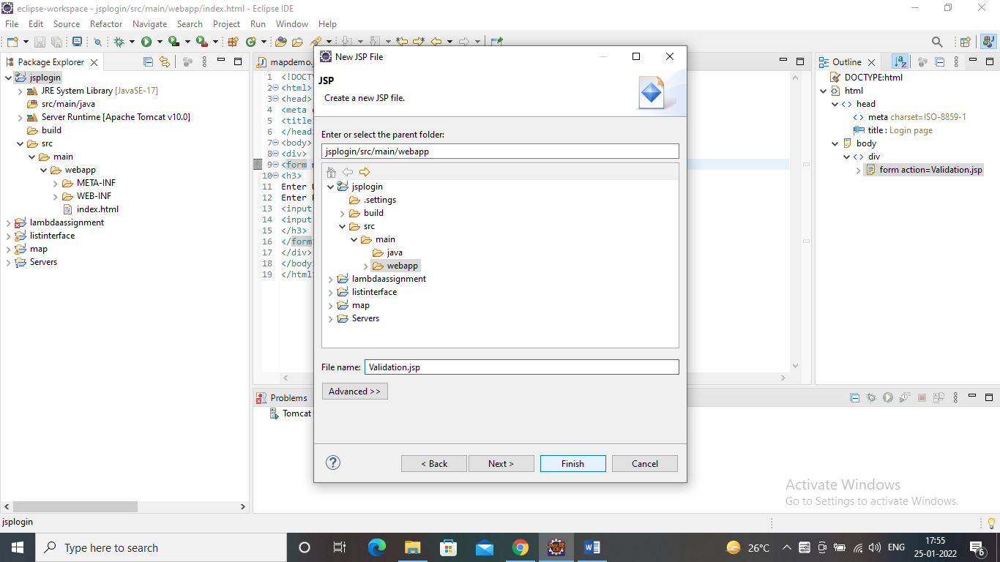 eclipse-workspace - jsplogin/src/main/webapp/index.html - Eclipse IDE
File Edit Source Refactor Navigate Search Project Run Window Help
Package Explorer
jsplogin
JRE System Library [JavaSE-17]
src/main/java
Server Runtime [Apache Tomcat v10.0]
build
src
main
webapp
META-INF
WEB-INF
index.html
lambdaassignment
listinterface
map
Servers
mapdemo.
1 <!DOCTY
2 <html>
3 <head>
4 <meta
5 <title
6 </head
7 <body>
8 <div>
9 <form
10 <h3>
11 Enter
12 Enter
13 <input
14 <input
15 </h3>
16 </form
17 </div>
18 </body
19 </html
New JSP File
JSP
Create a new JSP file.
Enter or select the parent folder:
jsplogin/src/main/webapp
jsplogin
.settings
build
src
main
java
webapp
lambdaassignment
listinterface
map
Servers
File name: Validation.jsp
Advanced >>
? < Back Next > Finish Cancel
Outline
DOCTYPE:html
html
head
meta charset=ISO-8859-1
title : Login page
body
div
form action=Validation.jsp
Problems
Tomcat
Activate Windows
Go to Settings to activate Windows.
jsplogin
Type here to search
26°C ENG 17:55
25-01-2022
6